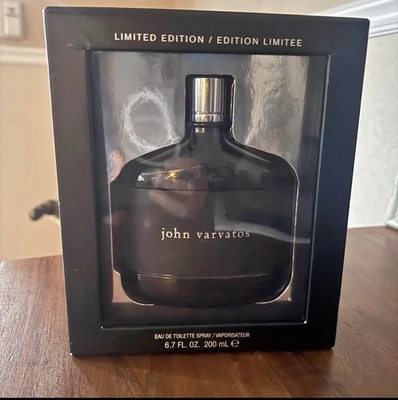 LIMITED EDITION / EDITION LIMITEE
john varvatos
EAU DE TOILETTE SPRAY / VAPORISATEUR
6.7 FL. OZ. 200 mL ℮